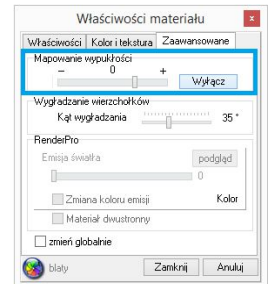 Właściwości materiału
x
Właściwości Kolor i tekstura Zaawansowane
Mapowanie wypukłości
- 0 +
Wyłącz
Wygładzanie wierzchołków
Kąt wygładzania 35 °
RenderPro
Emisja światła podgląd
0
Zmiana koloru emisji Kolor
Materiał dwustronny
zmień globalnie
blaty Zamknij Anuluj